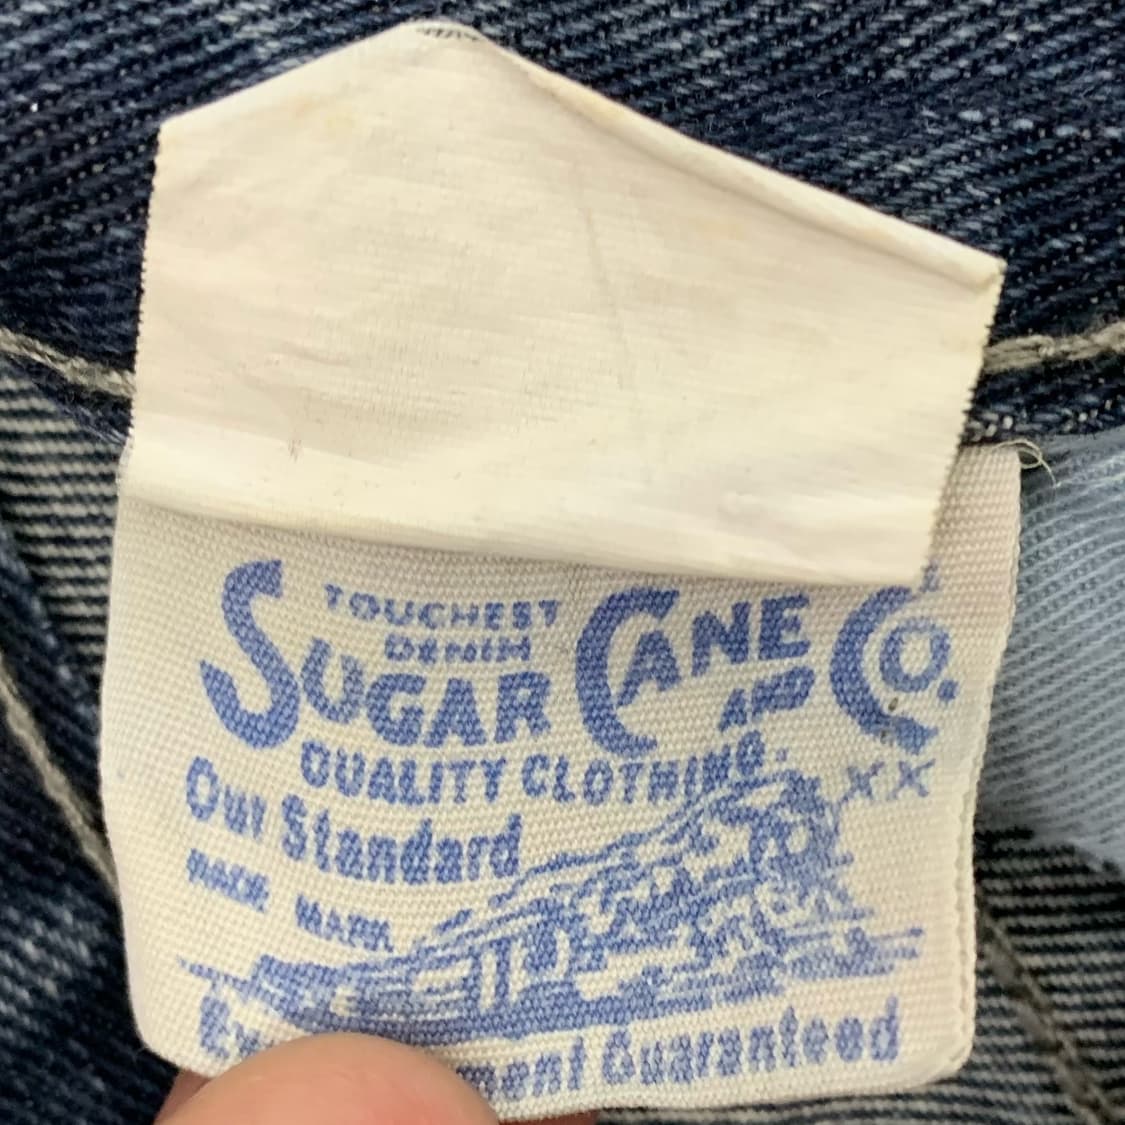 TOUGHEST
DENIM
SUGAR CANE CO.
AND
QUALITY CLOTHING.
XX
Our Standard
TRADE MARK
Guaranteed